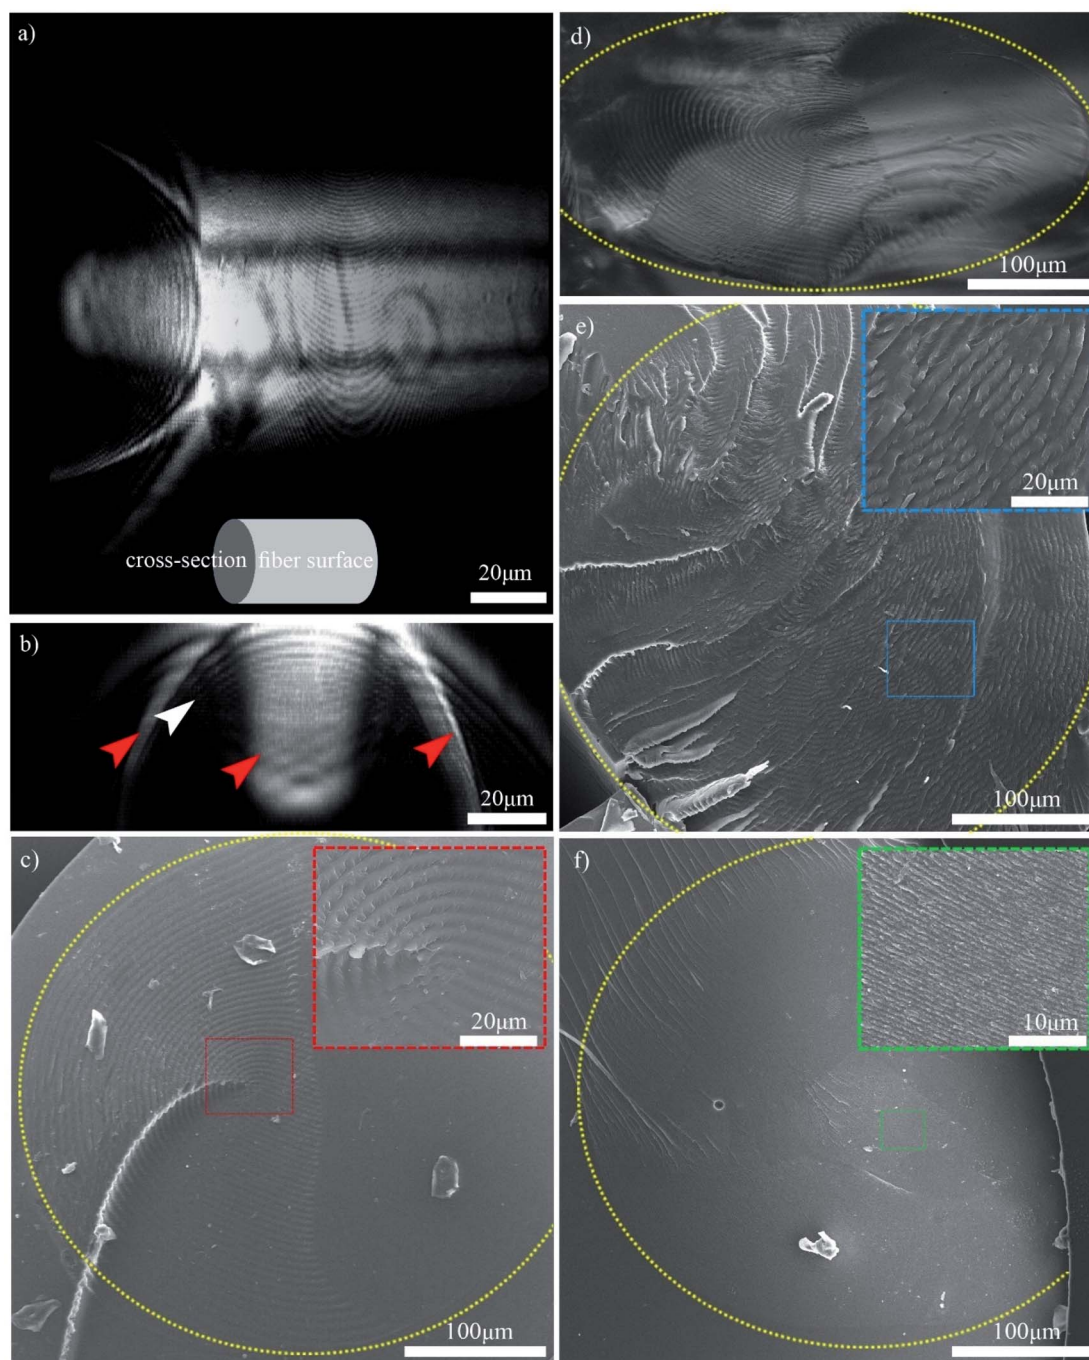 a)
cross-section fiber surface
20μm
b)
20μm
c)
20μm
100μm
d)
100μm
e)
20μm
100μm
f)
10μm
100μm